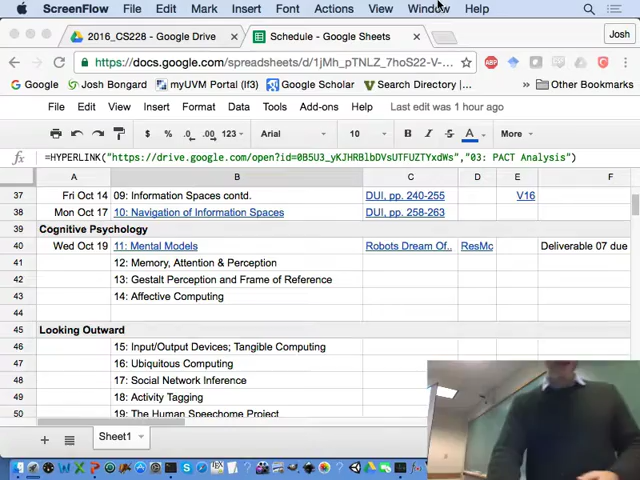 ScreenFlow File Edit Mark Insert Font Actions View Window Help
2016_CS228 - Google Drive × Schedule - Google Sheets × Josh
https://docs.google.com/spreadsheets/d/1jMh_pTNLZ_7hoS22-V-...
Google Josh Bongard myUVM Portal (lf3) Google Scholar Search Directory ... Other Bookmarks
File Edit View Insert Format Data Tools Add-ons Help Last edit was 1 hour ago
$ % .0 .00 123 Arial 10 B I S A More
fx =HYPERLINK("https://drive.google.com/open?id=0B5U3_yKJHRBlbDVsUTFUZTYxdWs","03: PACT Analysis")
A B C D E F
37 Fri Oct 14 09: Information Spaces contd. DUI, pp. 240-255 V16
38 Mon Oct 17 10: Navigation of Information Spaces DUI, pp. 258-263
39 Cognitive Psychology
40 Wed Oct 19 11: Mental Models Robots Dream Of.. ResMc Deliverable 07 due
41 12: Memory, Attention & Perception
42 13: Gestalt Perception and Frame of Reference
43 14: Affective Computing
44
45 Looking Outward
46 15: Input/Output Devices; Tangible Computing
47 16: Ubiquitous Computing
48 17: Social Network Inference
49 18: Activity Tagging
50 19: The Human Speechome Project
+ Sheet1